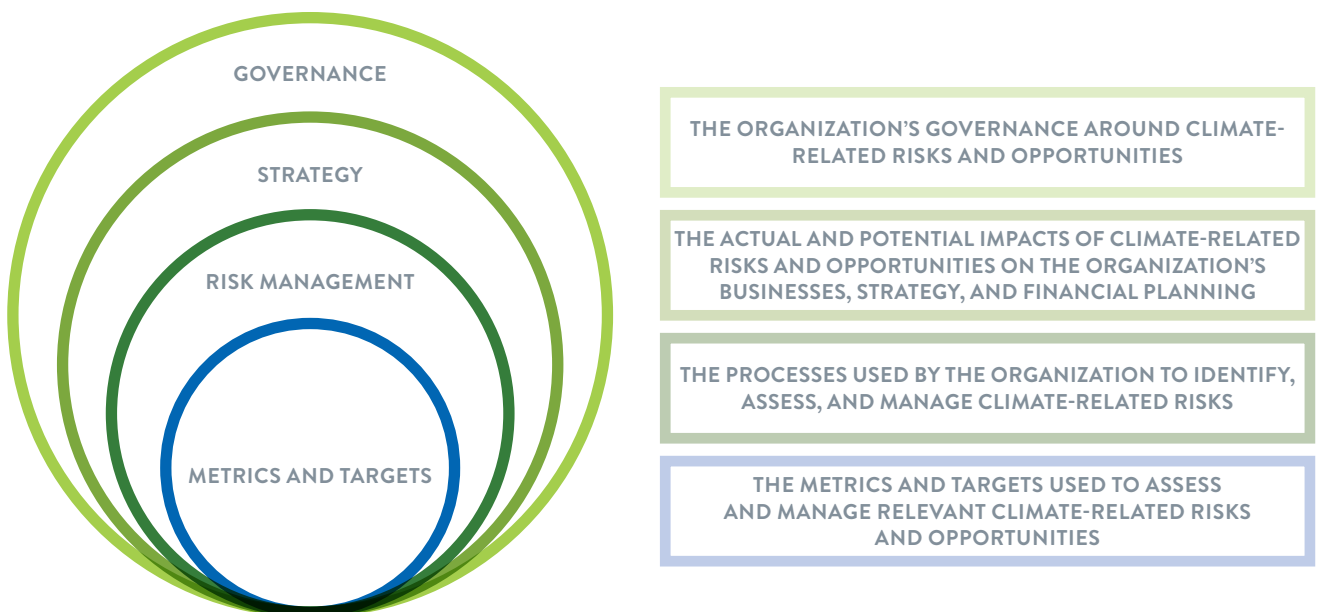 GOVERNANCE
STRATEGY
RISK MANAGEMENT
METRICS AND TARGETS
THE ORGANIZATION’S GOVERNANCE AROUND CLIMATE-
RELATED RISKS AND OPPORTUNITIES
THE ACTUAL AND POTENTIAL IMPACTS OF CLIMATE-RELATED
RISKS AND OPPORTUNITIES ON THE ORGANIZATION’S
BUSINESSES, STRATEGY, AND FINANCIAL PLANNING
THE PROCESSES USED BY THE ORGANIZATION TO IDENTIFY,
ASSESS, AND MANAGE CLIMATE-RELATED RISKS
THE METRICS AND TARGETS USED TO ASSESS
AND MANAGE RELEVANT CLIMATE-RELATED RISKS
AND OPPORTUNITIES